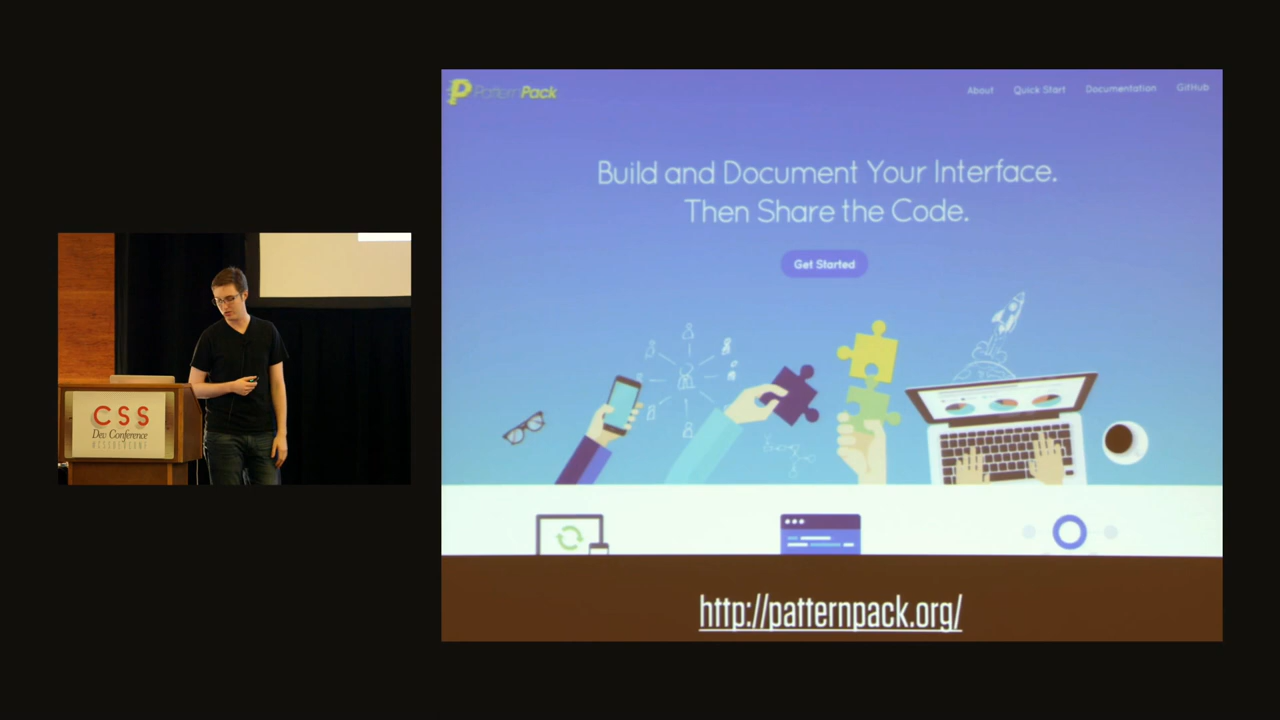 CSS
Dev Conference
PatternPack
About Quick Start Documentation GitHub
Build and Document Your Interface.
Then Share the Code.
Get Started
http://patternpack.org/